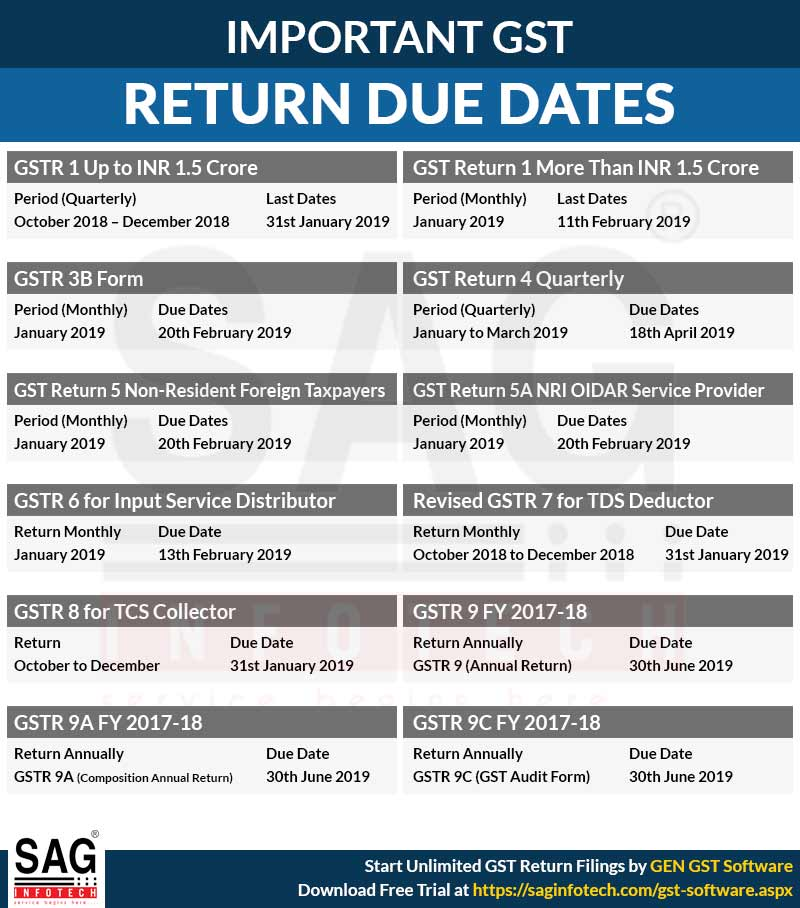 IMPORTANT GST
RETURN DUE DATES
GSTR 1 Up to INR 1.5 Crore
Period (Quarterly) Last Dates
October 2018 – December 2018 31st January 2019
GST Return 1 More Than INR 1.5 Crore
Period (Monthly) Last Dates
January 2019 11th February 2019
GSTR 3B Form
Period (Monthly) Due Dates
January 2019 20th February 2019
GST Return 4 Quarterly
Period (Quarterly) Due Dates
January to March 2019 18th April 2019
GST Return 5 Non-Resident Foreign Taxpayers
Period (Monthly) Due Dates
January 2019 20th February 2019
GST Return 5A NRI OIDAR Service Provider
Period (Monthly) Due Dates
January 2019 20th February 2019
GSTR 6 for Input Service Distributor
Return Monthly Due Date
January 2019 13th February 2019
Revised GSTR 7 for TDS Deductor
Return Monthly Due Date
October 2018 to December 2018 31st January 2019
GSTR 8 for TCS Collector
Return Due Date
October to December 31st January 2019
GSTR 9 FY 2017-18
Return Annually Due Date
GSTR 9 (Annual Return) 30th June 2019
GSTR 9A FY 2017-18
Return Annually Due Date
GSTR 9A (Composition Annual Return) 30th June 2019
GSTR 9C FY 2017-18
Return Annually Due Date
GSTR 9C (GST Audit Form) 30th June 2019
SAG
INFOTECH
service begins here
®
SAG ®
INFOTECH
service begins here
Start Unlimited GST Return Filings by GEN GST Software
Download Free Trial at https://saginfotech.com/gst-software.aspx